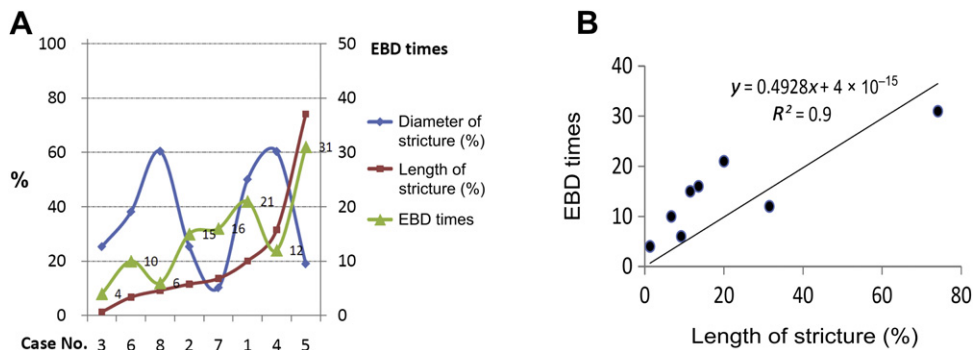 A
100
80
60
40
20
0
%
50
40
30
20
10
0
EBD times
Diameter of
stricture (%)
Length of
stricture (%)
EBD times
4
10
6
15
16
21
12
31
Case No. 3 6 8 2 7 1 4 5
B
40
30
20
10
0
EBD times
y = 0.4928x + 4 × 10⁻¹⁵
R² = 0.9
0 20 40 60 80
Length of stricture (%)